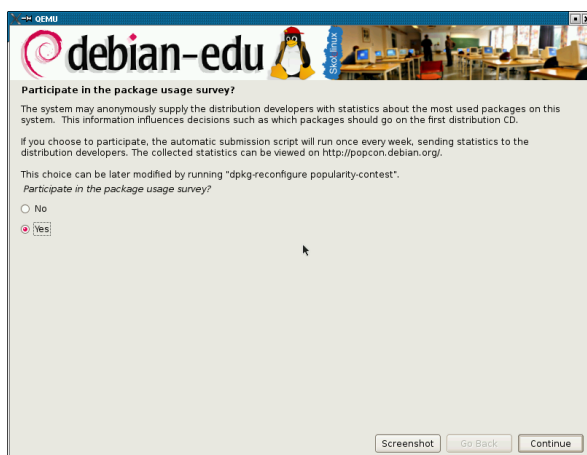 QEMU
debian-edu
Skolelinux
Participate in the package usage survey?
The system may anonymously supply the distribution developers with statistics about the most used packages on this
system. This information influences decisions such as which packages should go on the first distribution CD.
If you choose to participate, the automatic submission script will run once every week, sending statistics to the
distribution developers. The collected statistics can be viewed on http://popcon.debian.org/.
This choice can be later modified by running "dpkg-reconfigure popularity-contest".
Participate in the package usage survey?
No
Yes
Screenshot
Go Back
Continue